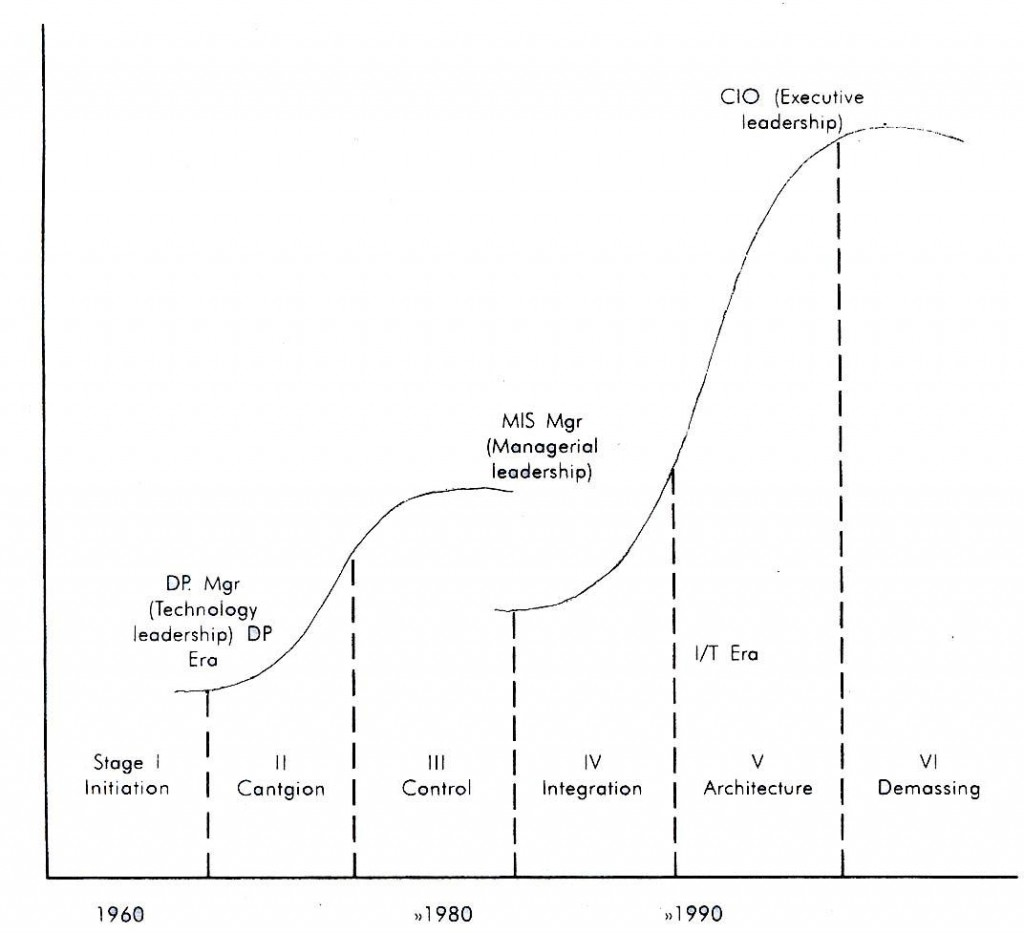 CIO (Executive
leadership)
MIS Mgr
(Managerial
leadership)
DP. Mgr
(Technology
leadership) DP
Era
I/T Era
Stage I
Initiation
II
Cantgion
III
Control
IV
Integration
V
Architecture
VI
Demassing
1960
»1980
»1990